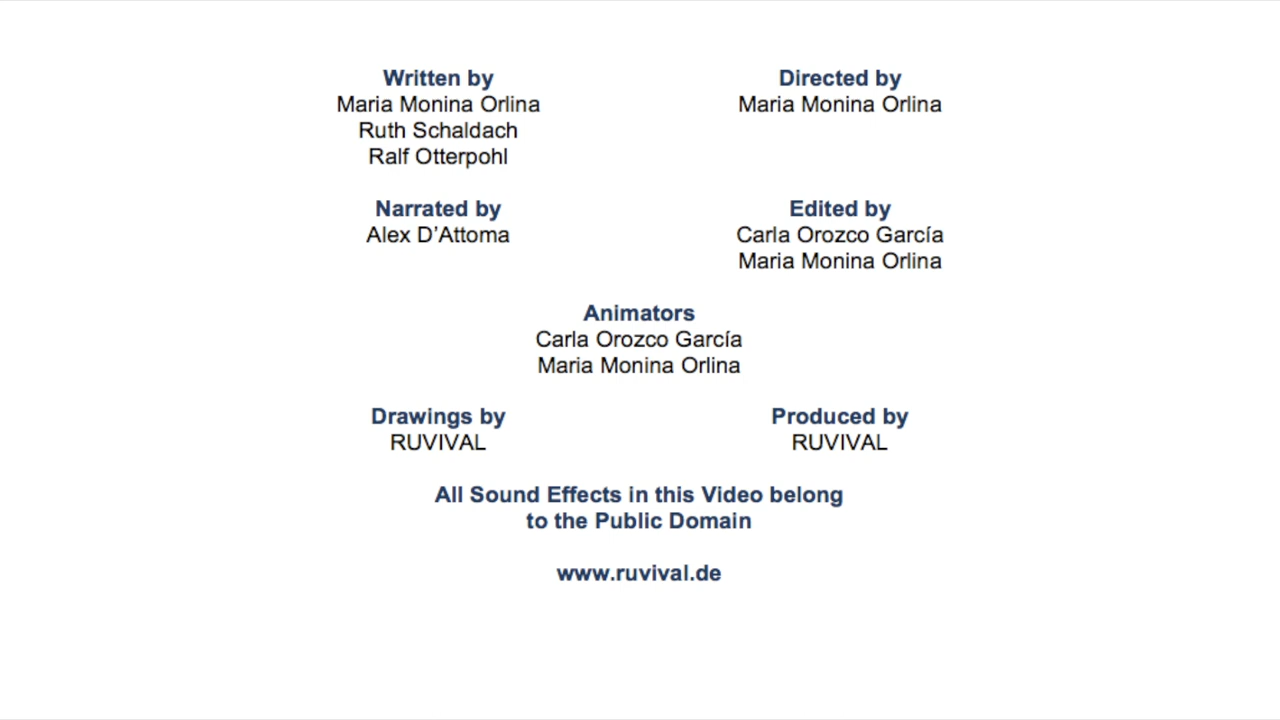 Written by
Maria Monina Orlina
Ruth Schaldach
Ralf Otterpohl
Directed by
Maria Monina Orlina
Narrated by
Alex D’Attoma
Edited by
Carla Orozco García
Maria Monina Orlina
Animators
Carla Orozco García
Maria Monina Orlina
Drawings by
RUVIVAL
Produced by
RUVIVAL
All Sound Effects in this Video belong
to the Public Domain
www.ruvival.de